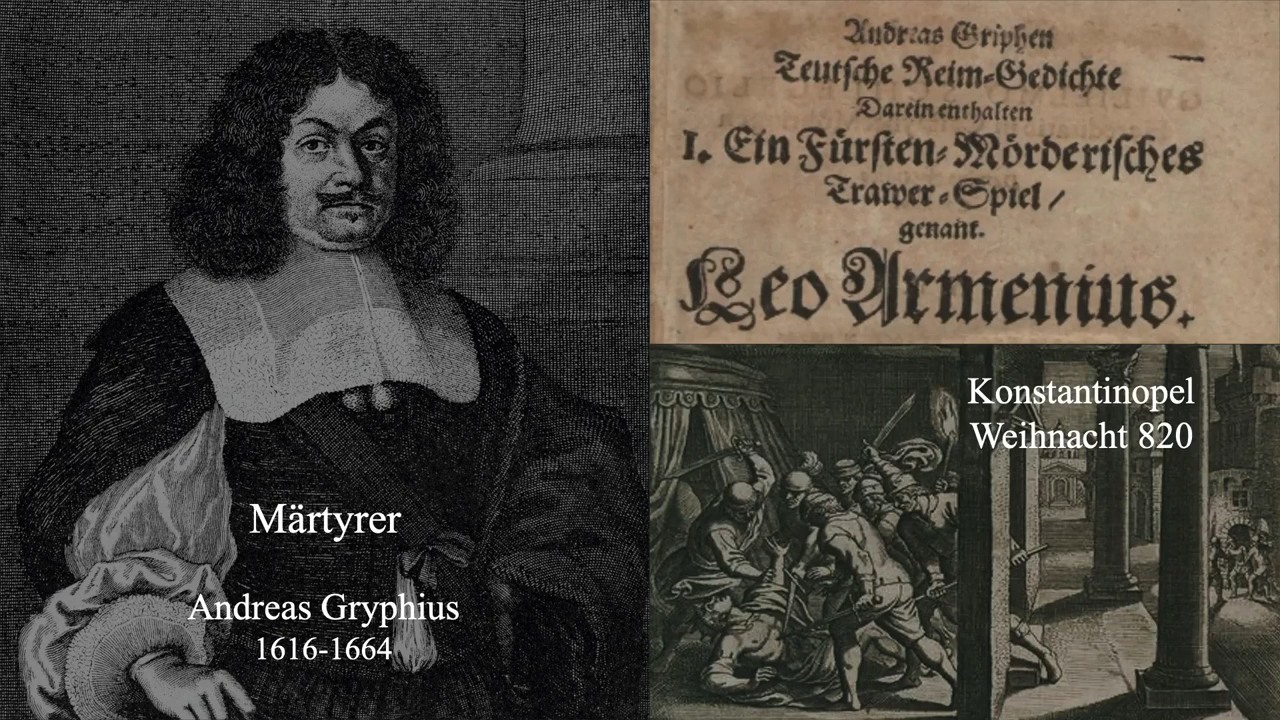 Märtyrer
Andreas Gryphius
1616-1664
Andreas Griphen
Teutsche Reim-Gedichte
Darein enthalten
I. Ein Fürsten-Mörderisches
Trawer-Spiel /
genant.
Leo Armenius.
Konstantinopel
Weihnacht 820